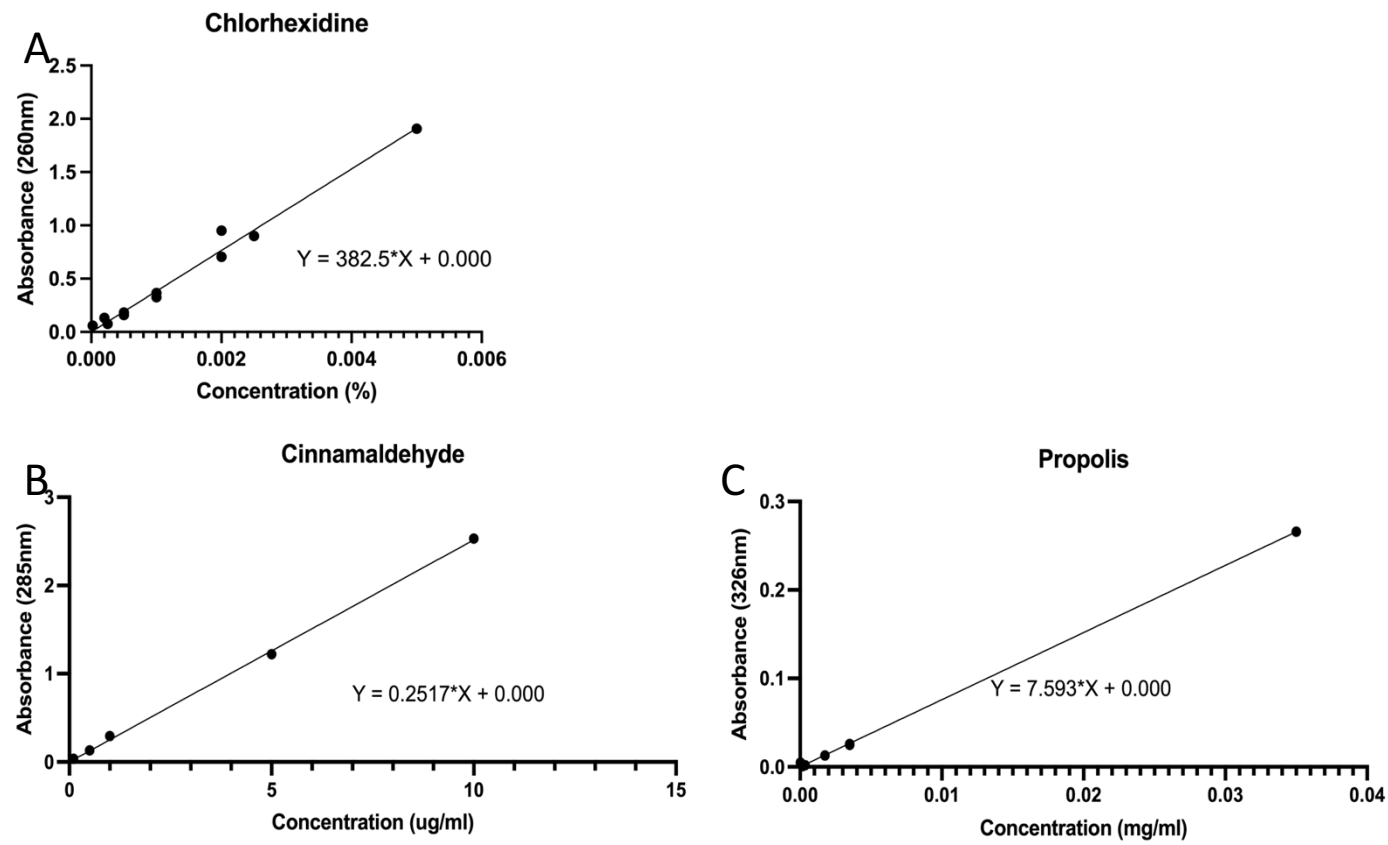 Chlorhexidine
A
2.5
2.0
1.5
1.0
0.5
0.0
Absorbance (260nm)
Y = 382.5*X + 0.000
0.000 0.002 0.004 0.006
Concentration (%)
Cinnamaldehyde
B
3
2
1
0
Absorbance (285nm)
Y = 0.2517*X + 0.000
0 5 10 15
Concentration (ug/ml)
Propolis
C
0.3
0.2
0.1
0.0
Absorbance (326nm)
Y = 7.593*X + 0.000
0.00 0.01 0.02 0.03 0.04
Concentration (mg/ml)